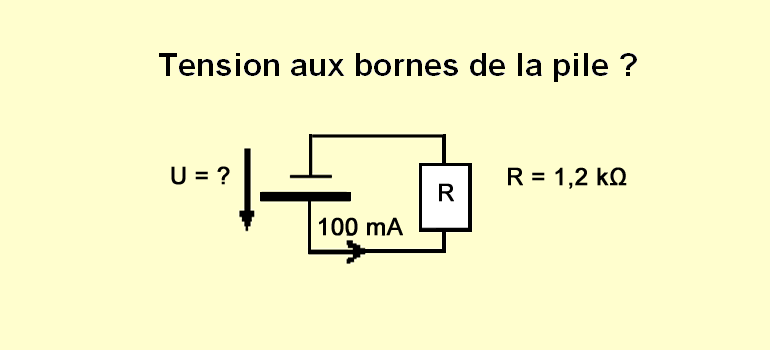 Tension aux bornes de la pile ?
U = ?
R
R = 1,2 kΩ
100 mA